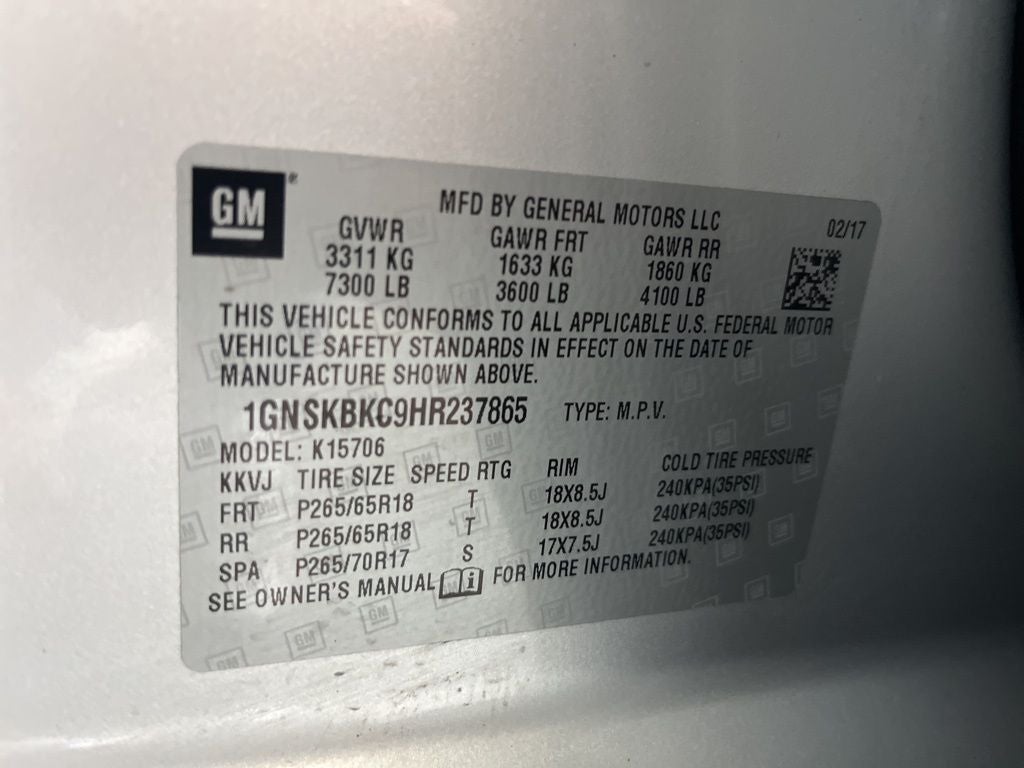 GM®
MFD BY GENERAL MOTORS LLC
02/17
GVWR GAWR FRT GAWR RR
3311 KG 1633 KG 1860 KG
7300 LB 3600 LB 4100 LB
THIS VEHICLE CONFORMS TO ALL APPLICABLE U.S. FEDERAL MOTOR
VEHICLE SAFETY STANDARDS IN EFFECT ON THE DATE OF
MANUFACTURE SHOWN ABOVE.
1GNSKBKC9HR237865 TYPE: M.P.V.
MODEL: K15706
KKVJ TIRE SIZE SPEED RTG RIM COLD TIRE PRESSURE
FRT P265/65R18 T 18X8.5J 240KPA(35PSI)
RR P265/65R18 T 18X8.5J 240KPA(35PSI)
SPA P265/70R17 S 17X7.5J 240KPA(35PSI)
SEE OWNER'S MANUAL i FOR MORE INFORMATION.